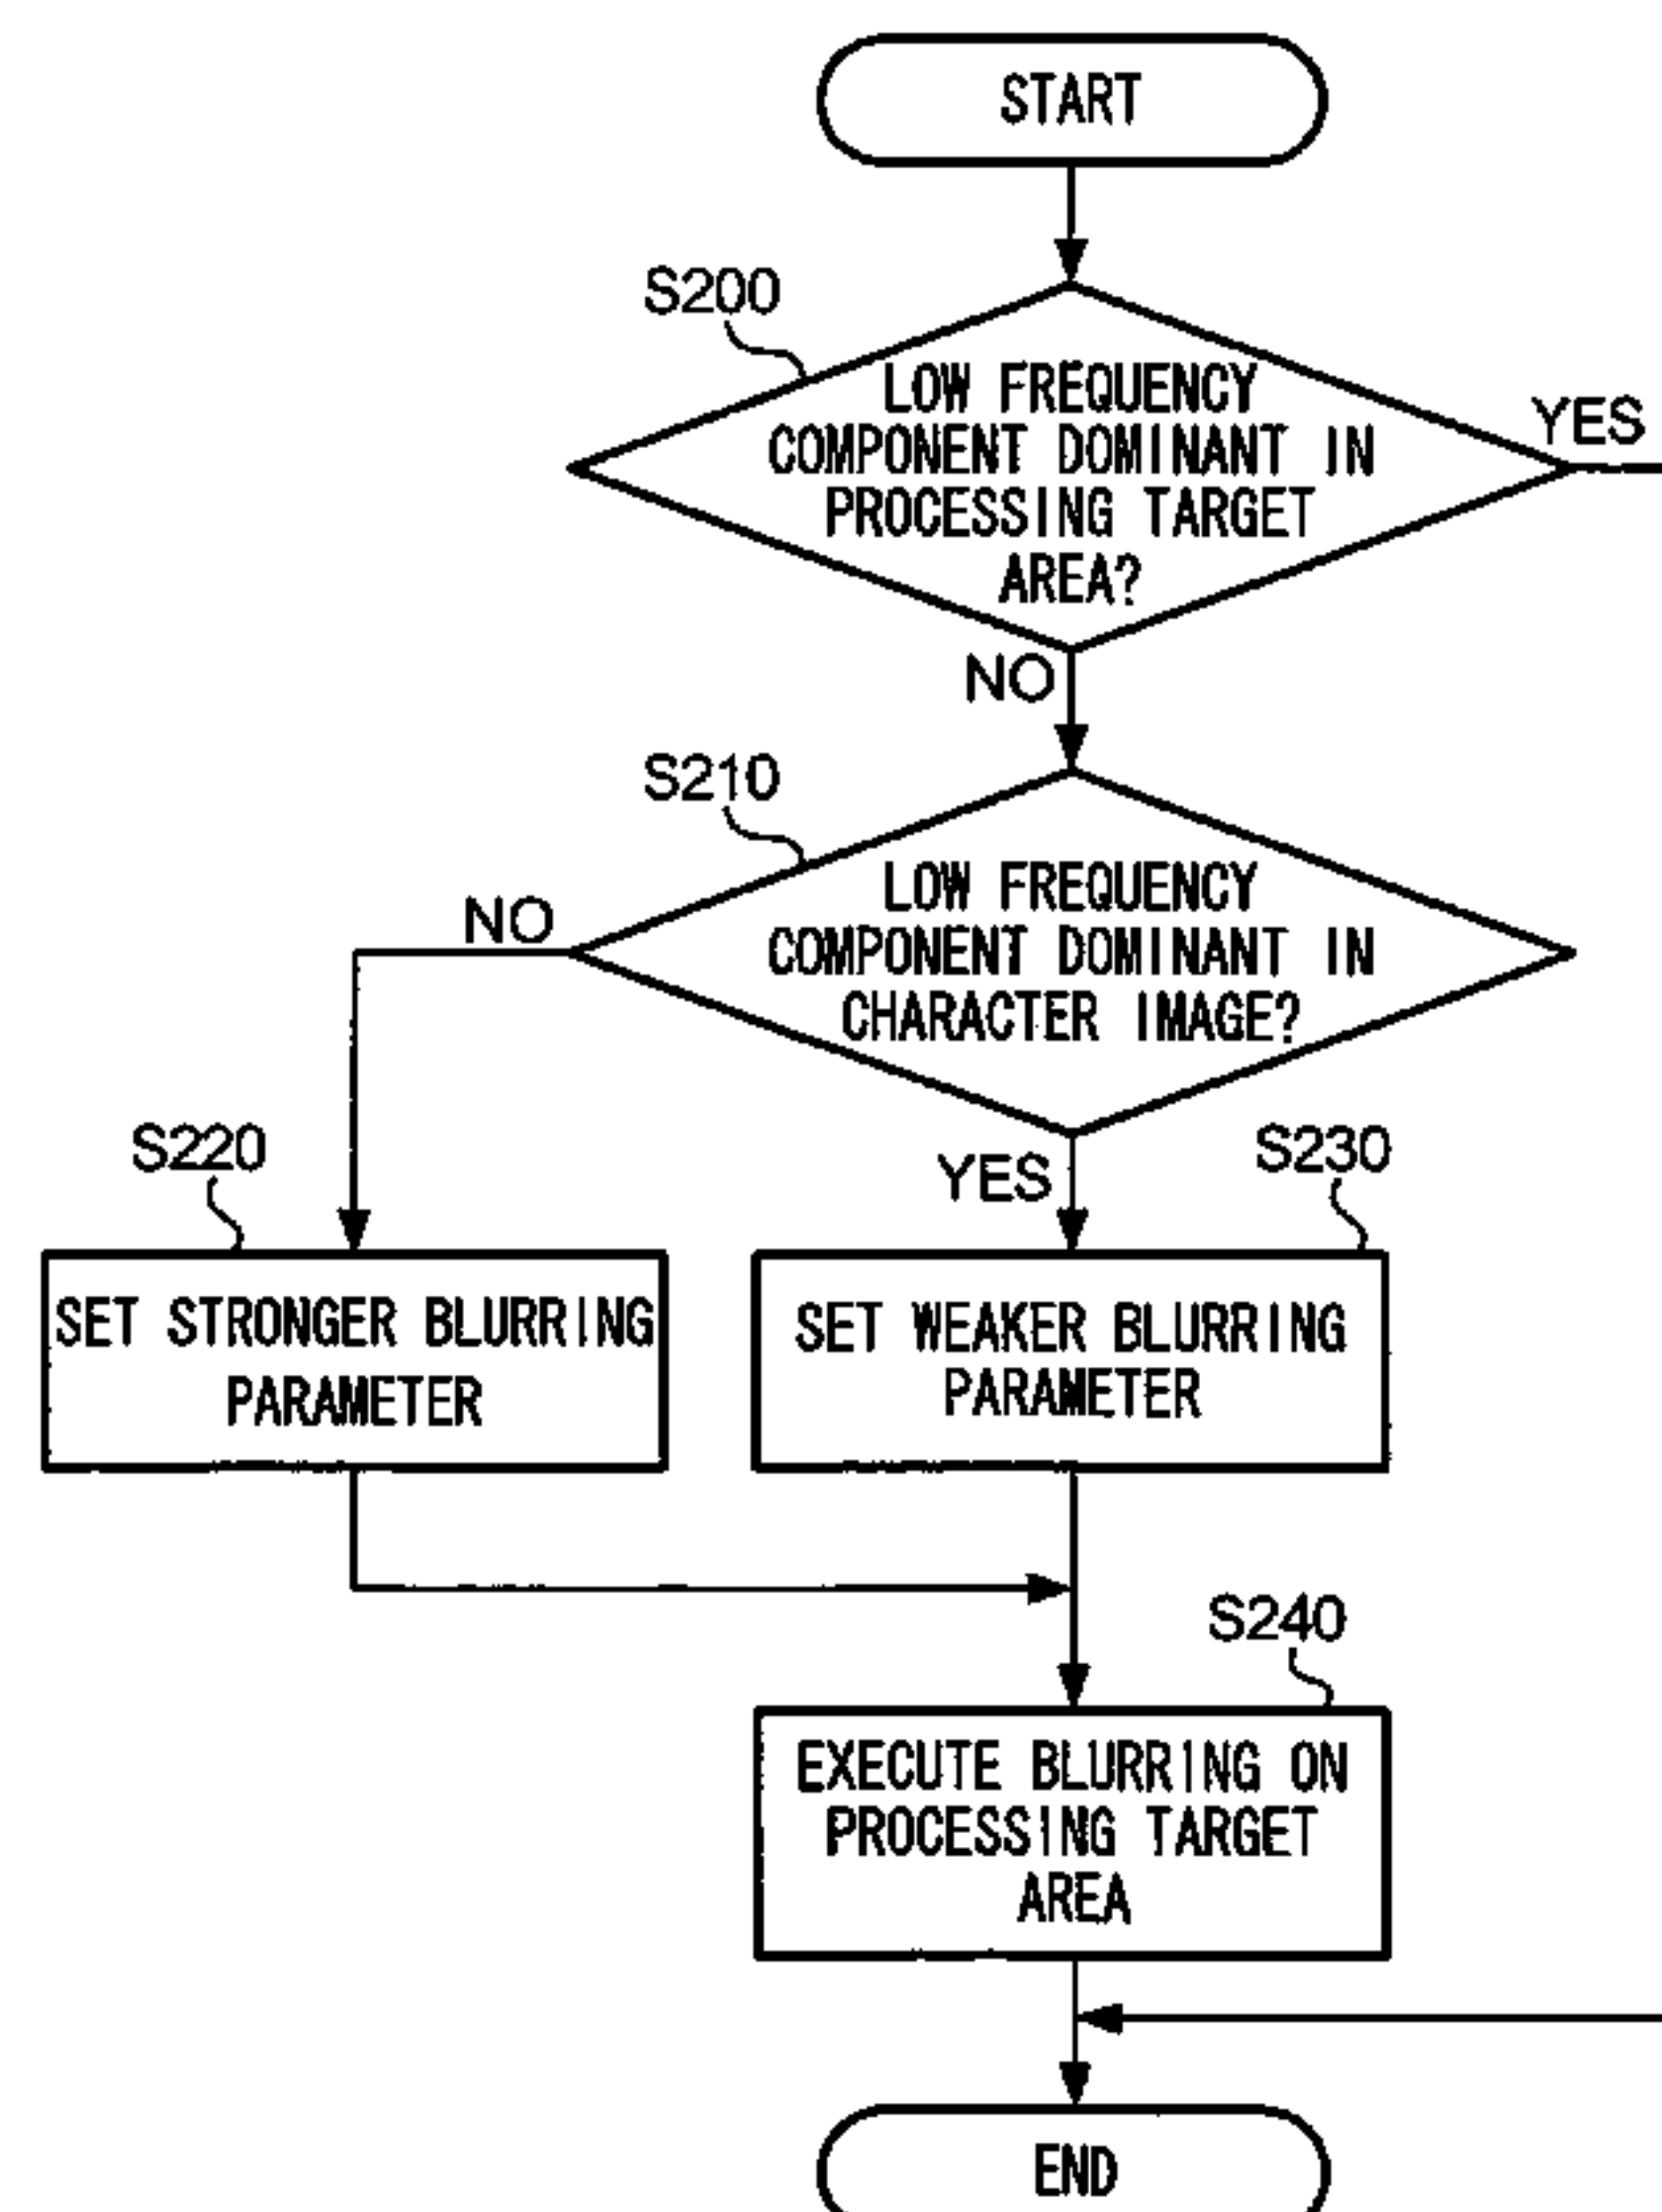 START
S200
LOW FREQUENCY
COMPONENT DOMINANT IN
PROCESSING TARGET
AREA?
YES
NO
S210
LOW FREQUENCY
COMPONENT DOMINANT IN
CHARACTER IMAGE?
NO
YES
S220
SET STRONGER BLURRING
PARAMETER
S230
SET WEAKER BLURRING
PARAMETER
S240
EXECUTE BLURRING ON
PROCESSING TARGET
AREA
END